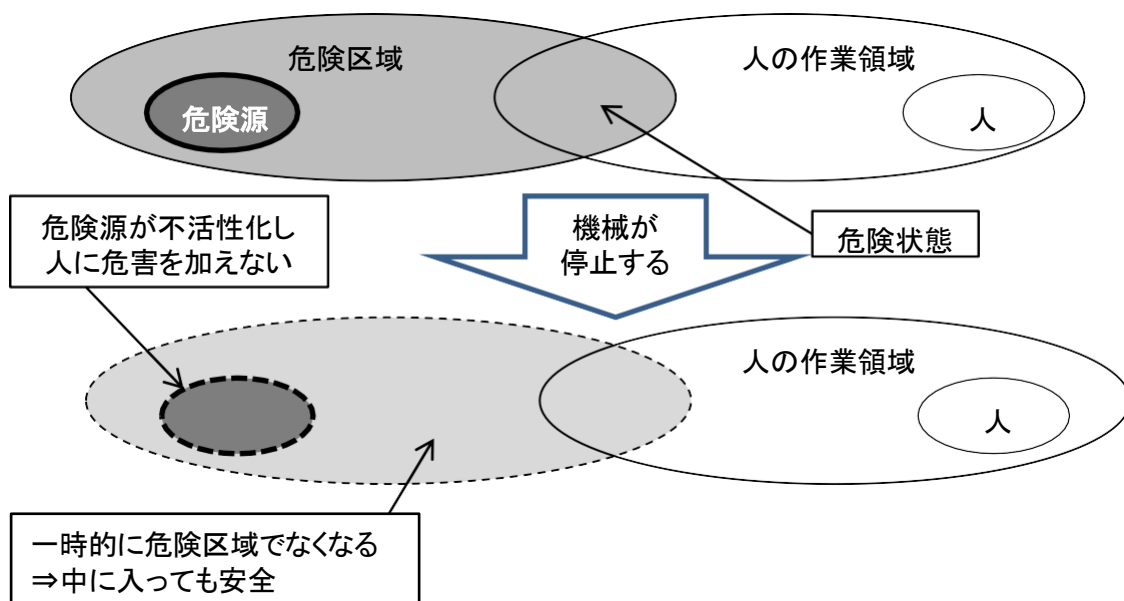 危険区域
人の作業領域
危険源
人
危険源が不活性化し
人に危害を加えない
機械が
停止する
危険状態
人の作業領域
人
一時的に危険区域でなくなる
⇒中に入っても安全